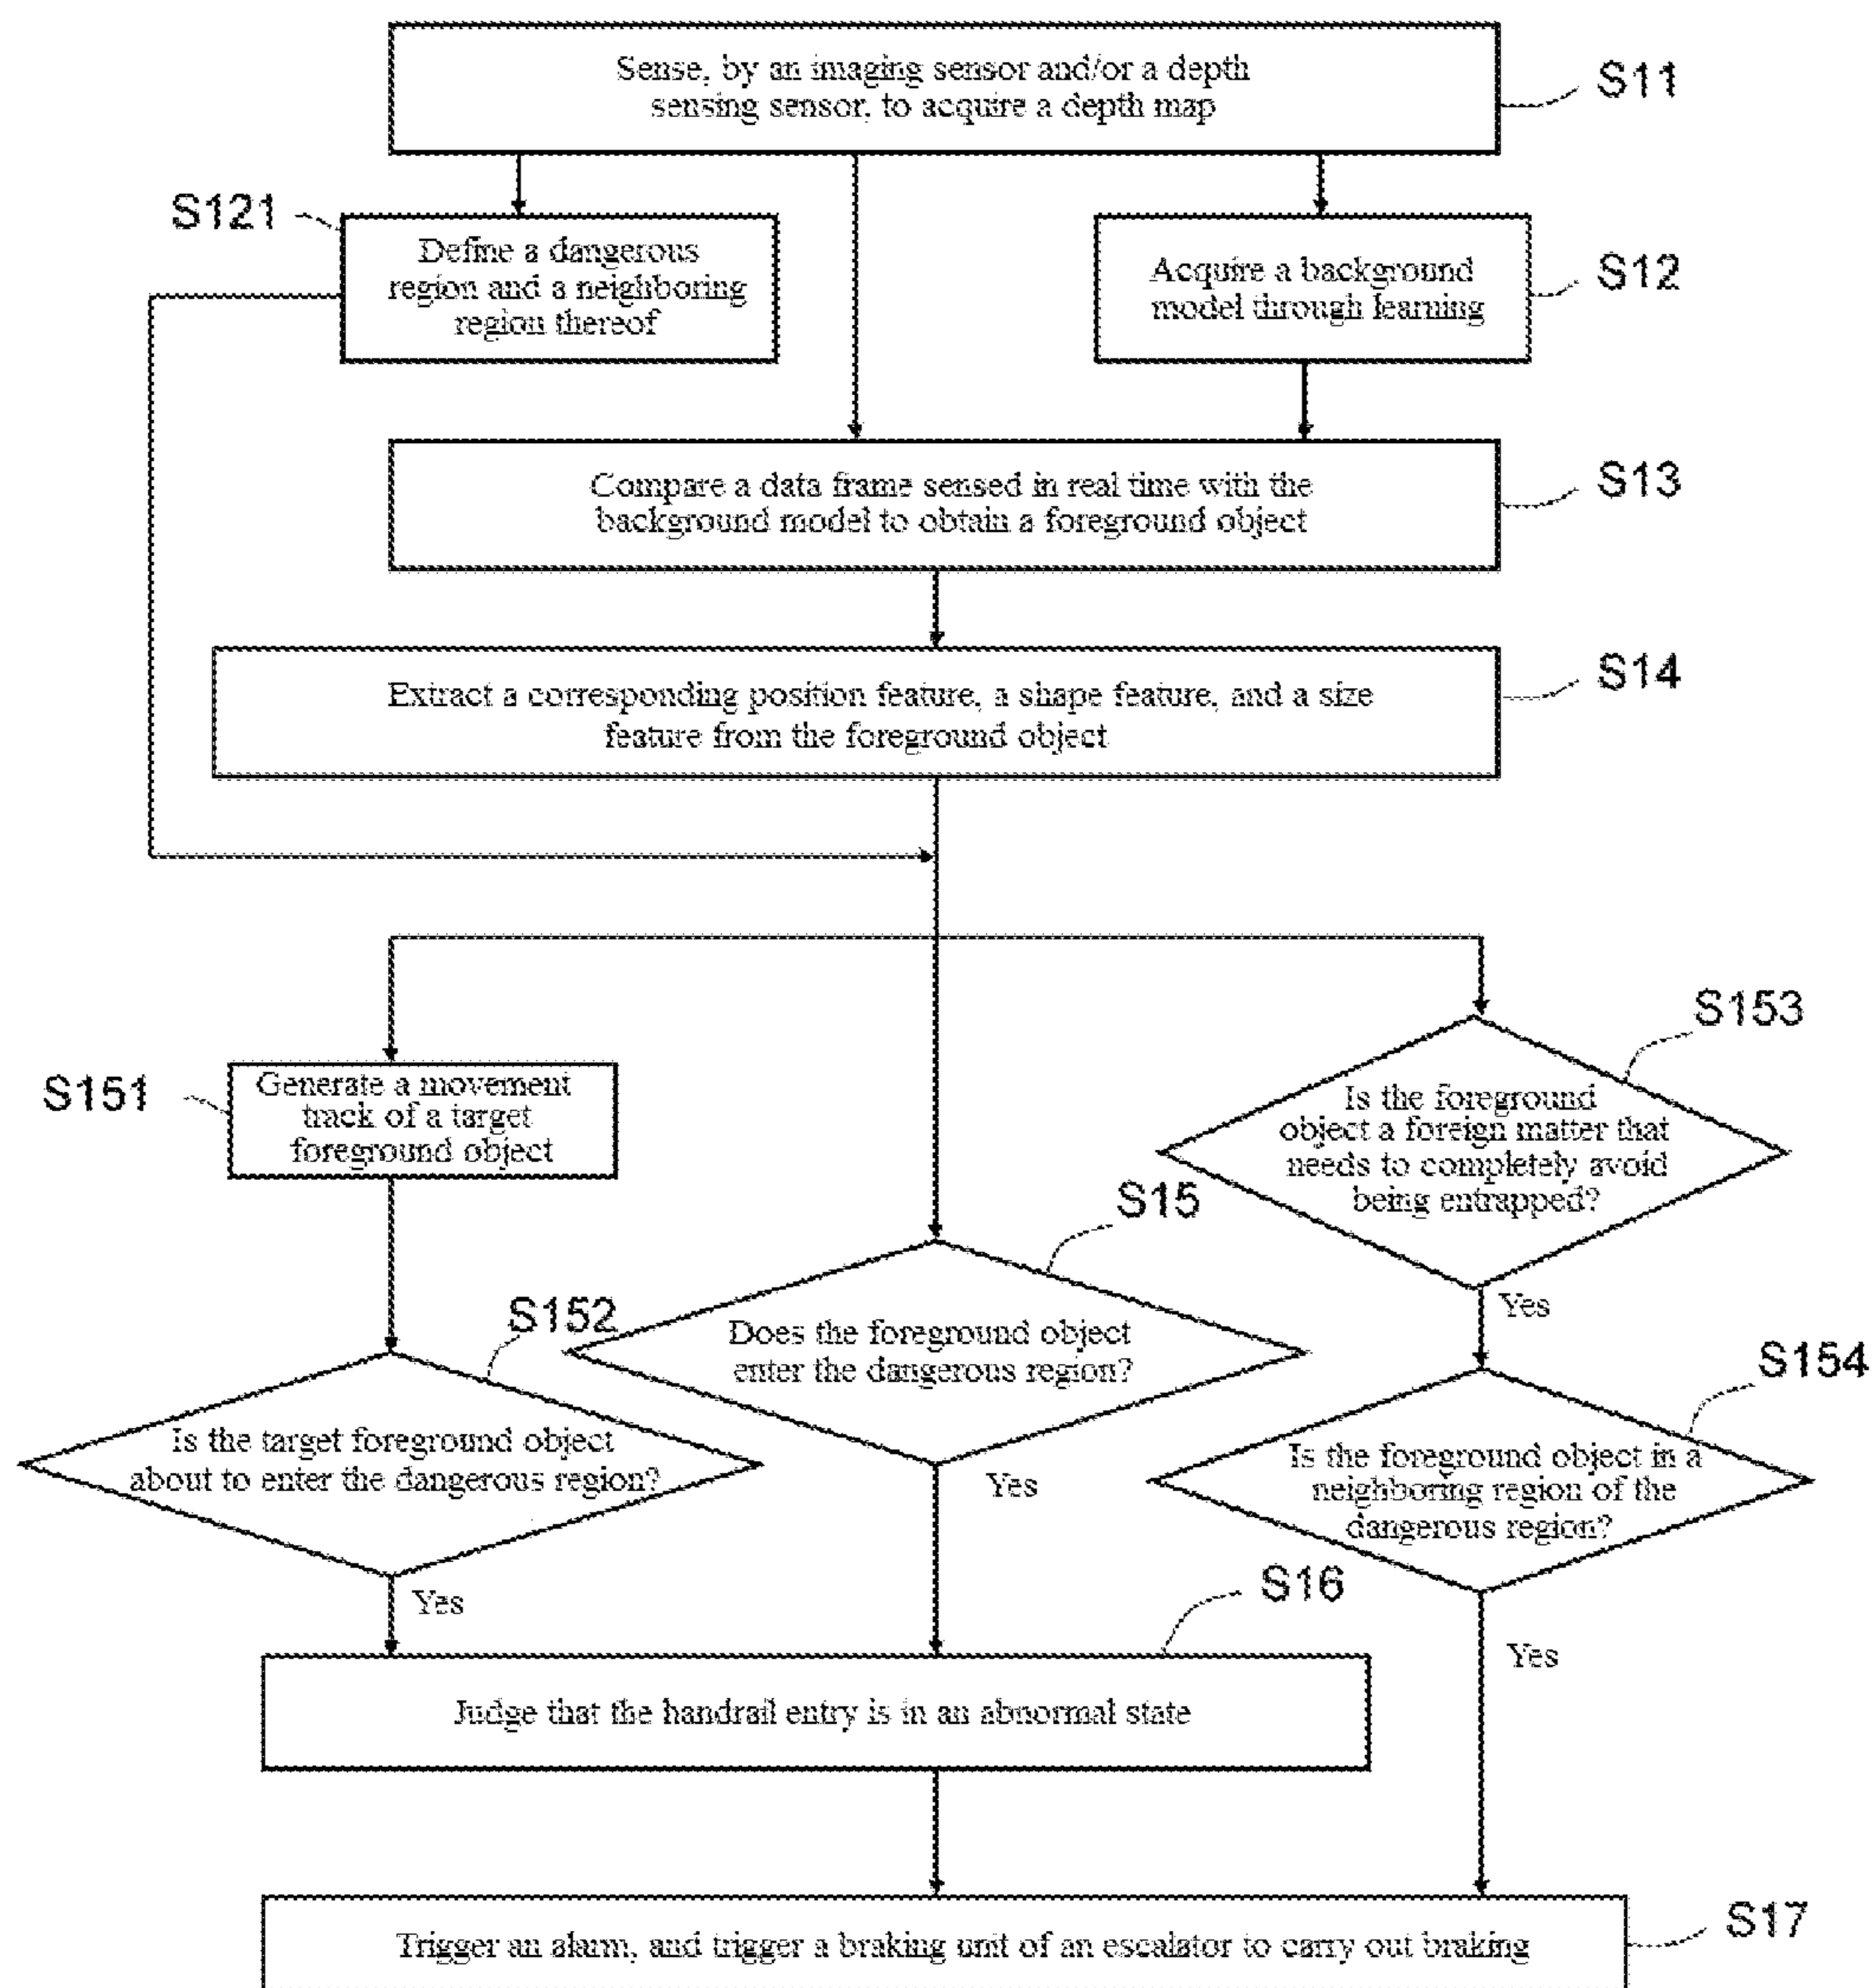 Sense, by an imaging sensor and/or a depth
sensing sensor, to acquire a depth map
S11
S121
Define a dangerous
region and a neighboring
region thereof
Acquire a background
model through learning
S12
Compare a data frame sensed in real time with the
background model to obtain a foreground object
S13
Extract a corresponding position feature, a shape feature, and a size
feature from the foreground object
S14
S151
Generate a movement
track of a target
foreground object
S153
Is the foreground
object a foreign matter that
needs to completely avoid
being entrapped?
Yes
S15
Does the foreground object
enter the dangerous region?
Yes
S152
Is the target foreground object
about to enter the dangerous region?
Yes
S154
Is the foreground object in a
neighboring region of the
dangerous region?
Yes
S16
Judge that the handrail entry is in an abnormal state
Trigger an alarm, and trigger a braking unit of an escalator to carry out braking
S17